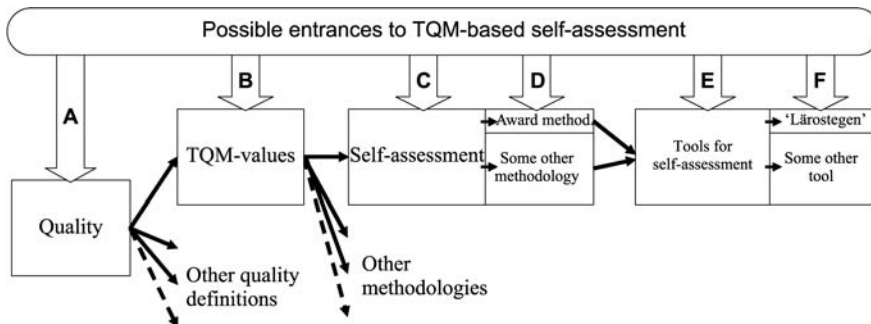 Possible entrances to TQM-based self-assessment
A
B
C
D
E
F
Quality
TQM-values
Self-assessment
Award method
Some other
methodology
Tools for
self-assessment
‘Lärostegen’
Some other
tool
Other quality
definitions
Other
methodologies